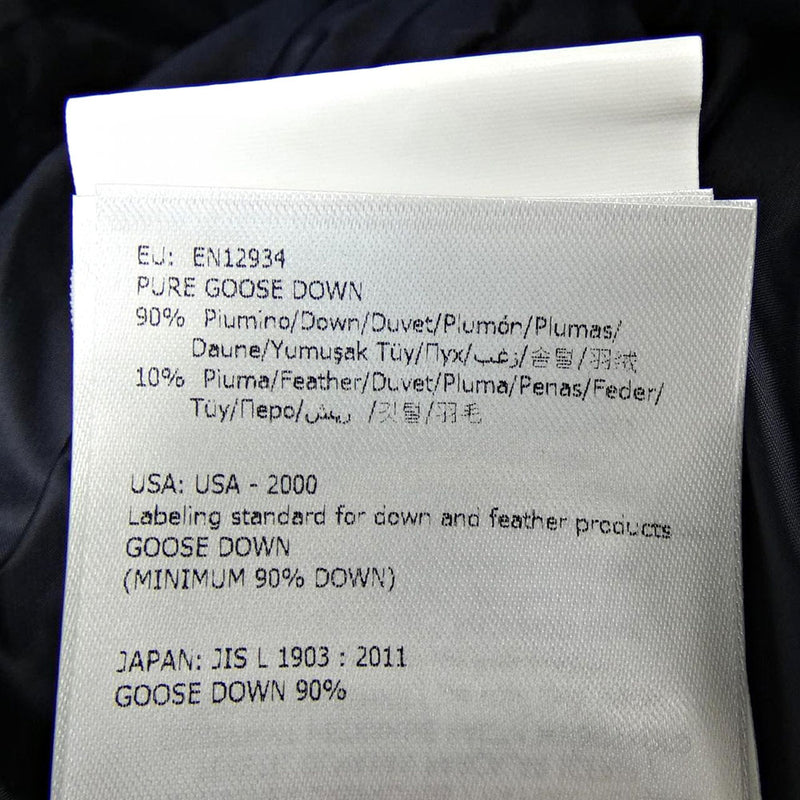 EU: EN12934
PURE GOOSE DOWN
90% Piumino/Down/Duvet/Plumón/Plumas/
Daune/Yumuşak Tüy/Пух/زغب/솜털/羽绒
10% Piuma/Feather/Duvet/Pluma/Penas/Feder/
Tüy/Перо/ريش /깃털/羽毛
USA: USA - 2000
Labeling standard for down and feather products
GOOSE DOWN
(MINIMUM 90% DOWN)
JAPAN: JIS L 1903 : 2011
GOOSE DOWN 90%